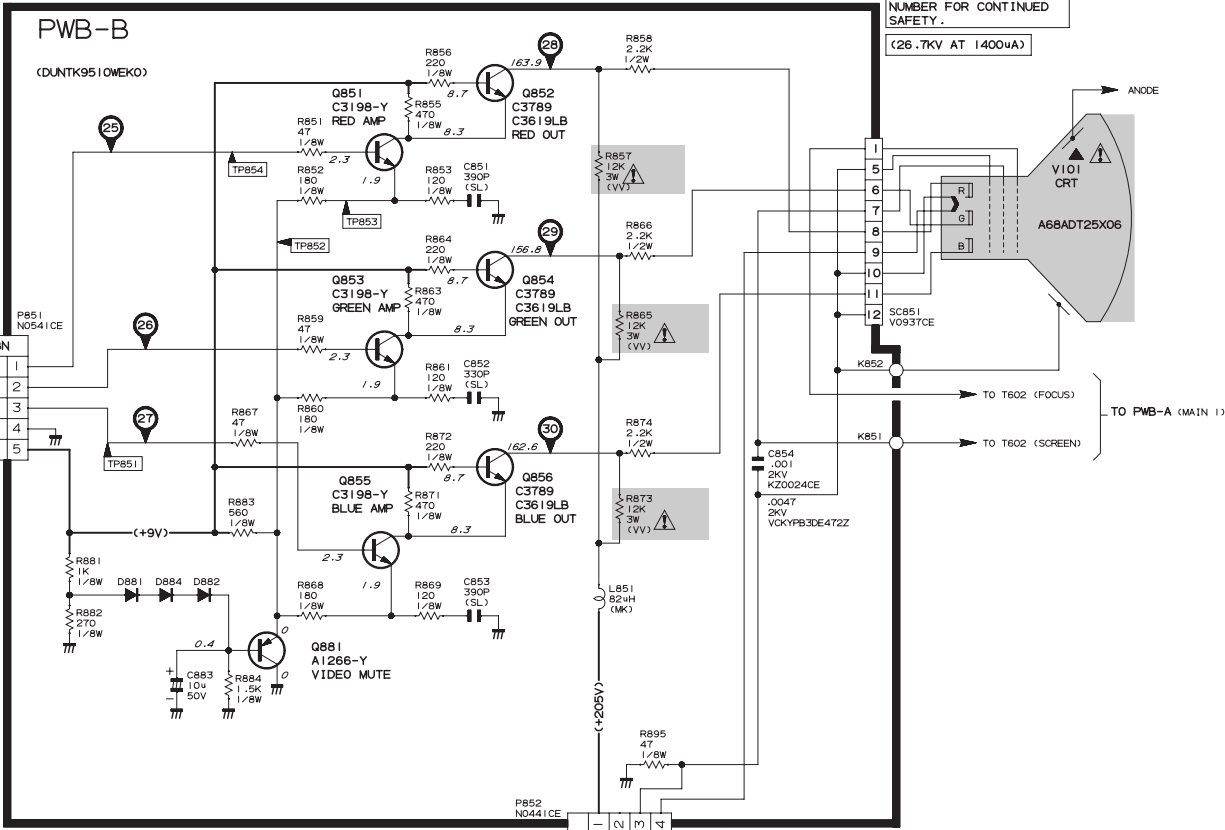 NUMBER FOR CONTINUED
SAFETY.
(26.7KV AT 1400uA)
PWB-B
(DUNTK9510WEK0)
25
TP854
R851
47
1/8W
R852
180
1/8W
2.3
1.9
Q851
C3198-Y
RED AMP
R856
220
1/8W
8.7
R855
470
1/8W
8.3
163.9
28
Q852
C3789
C3619LB
RED OUT
R858
2.2K
1/2W
R853
120
1/8W
C851
390P
(SL)
TP853
TP852
R857
12K
3W
(VV)
ANODE
V101
CRT
A68ADT25X06
R
G
B
1
5
6
7
8
9
10
11
12
SC851
V0937CE
R864
220
1/8W
8.7
R863
470
1/8W
8.3
156.8
29
Q853
C3198-Y
GREEN AMP
Q854
C3789
C3619LB
GREEN OUT
R866
2.2K
1/2W
R865
12K
3W
(VV)
P851
N0541CE
GN
1
2
3
4
5
26
R859
47
1/8W
2.3
1.9
R861
120
1/8W
C852
330P
(SL)
R860
180
1/8W
27
TP851
R867
47
1/8W
R872
220
1/8W
8.7
R871
470
1/8W
8.3
162.6
30
Q855
C3198-Y
BLUE AMP
Q856
C3789
C3619LB
BLUE OUT
R874
2.2K
1/2W
R873
12K
3W
(VV)
K852
TO T602 (FOCUS)
TO PWB-A (MAIN 1)
K851
TO T602 (SCREEN)
C854
.001
2KV
KZ0024CE
.0047
2KV
VCKYPB3DE472Z
R883
560
1/8W
(+9V)
2.3
1.9
R881
1K
1/8W
D881
D884
D882
R882
270
1/8W
R868
180
1/8W
R869
120
1/8W
C853
390P
(SL)
L851
82uH
(MK)
0.4
0
0
Q881
A1266-Y
VIDEO MUTE
+
-
C883
10u
50V
R884
1.5K
1/8W
(+205V)
R895
47
1/8W
P852
N0441CE
1
2
3
4